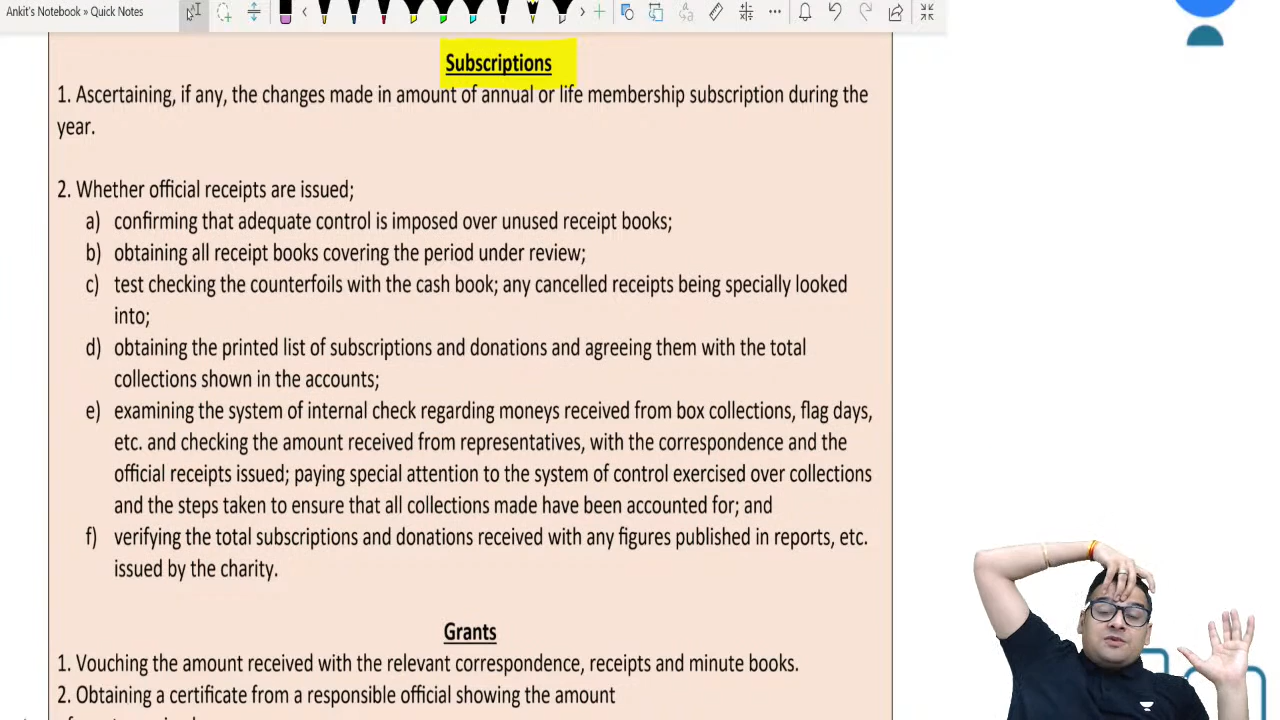 Ankit's Notebook » Quick Notes
Subscriptions
1. Ascertaining, if any, the changes made in amount of annual or life membership subscription during the
year.
2. Whether official receipts are issued;
a) confirming that adequate control is imposed over unused receipt books;
b) obtaining all receipt books covering the period under review;
c) test checking the counterfoils with the cash book; any cancelled receipts being specially looked
into;
d) obtaining the printed list of subscriptions and donations and agreeing them with the total
collections shown in the accounts;
e) examining the system of internal check regarding moneys received from box collections, flag days,
etc. and checking the amount received from representatives, with the correspondence and the
official receipts issued; paying special attention to the system of control exercised over collections
and the steps taken to ensure that all collections made have been accounted for; and
f) verifying the total subscriptions and donations received with any figures published in reports, etc.
issued by the charity.
Grants
1. Vouching the amount received with the relevant correspondence, receipts and minute books.
2. Obtaining a certificate from a responsible official showing the amount